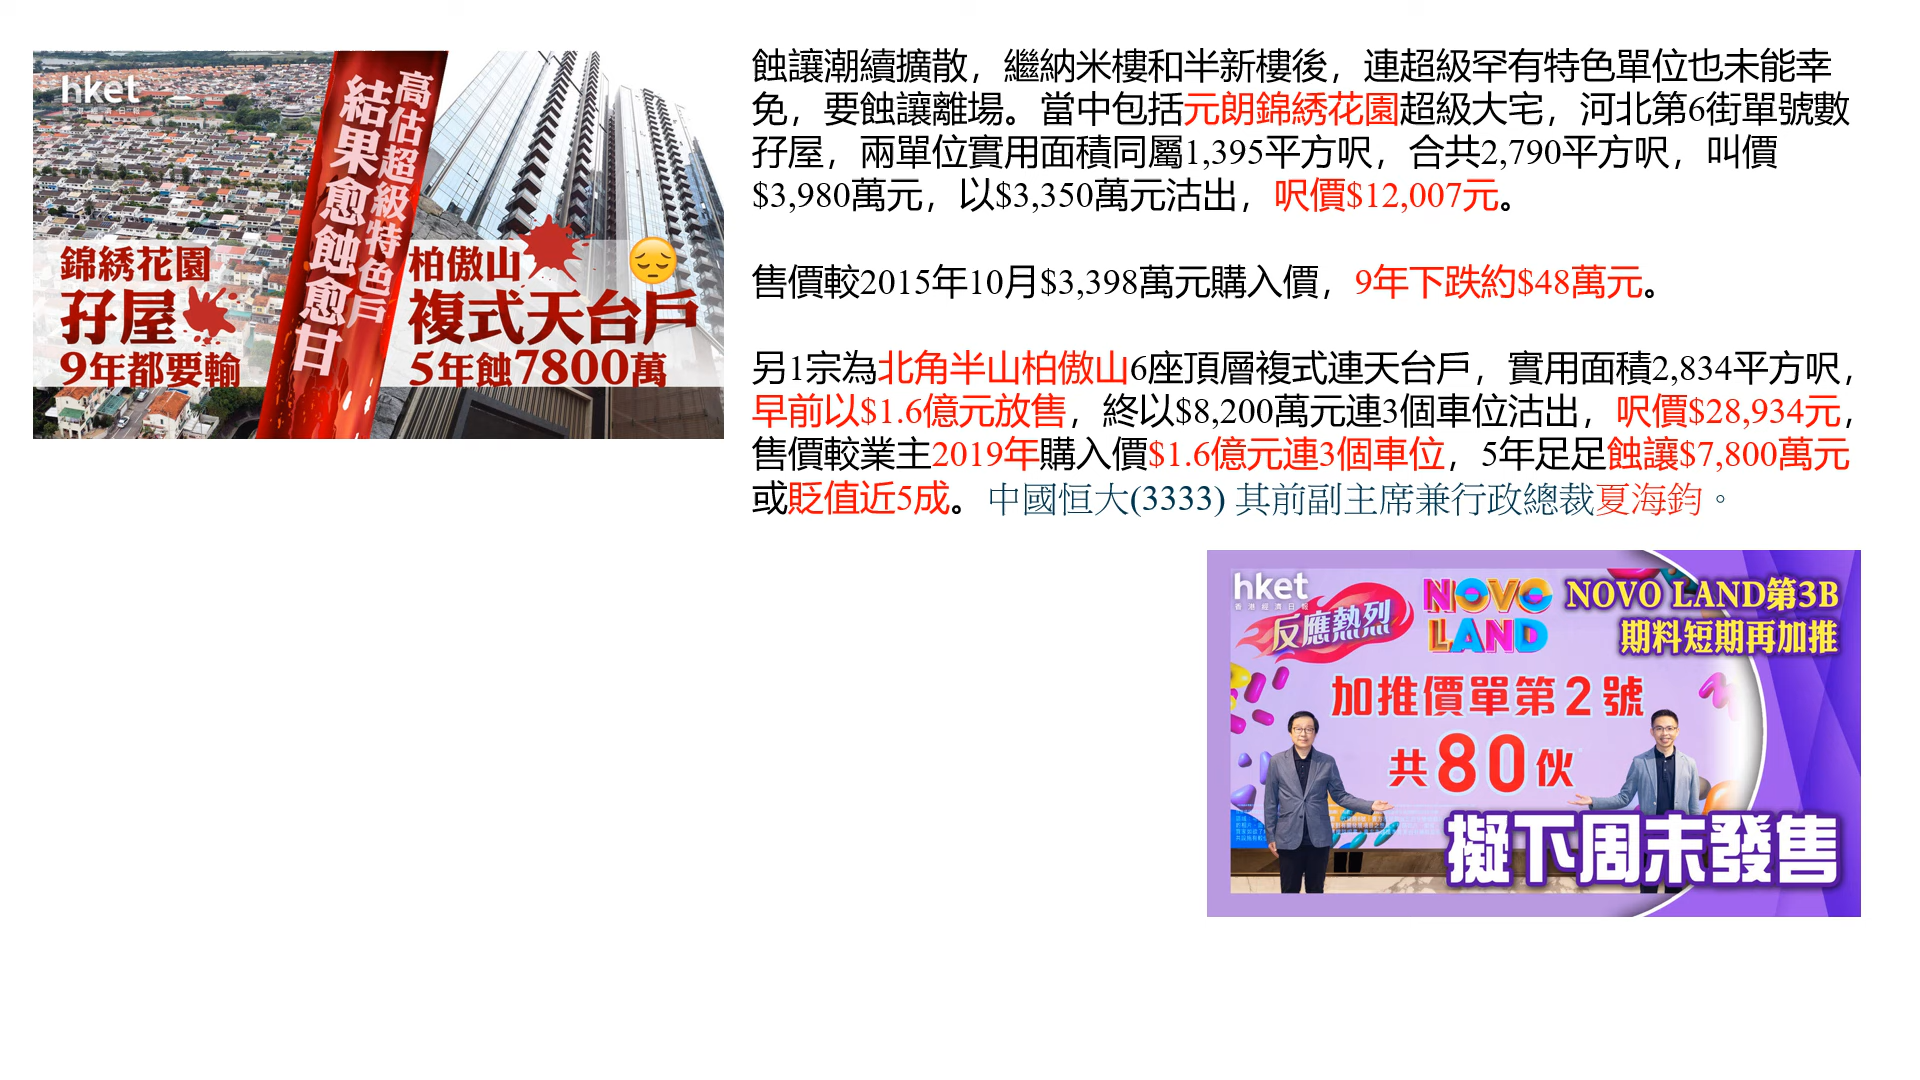 hket
高估超級特色戶
結果愈蝕愈甘
錦綉花園
孖屋
9年都要輸
柏傲山
複式天台戶
5年蝕7800萬
蝕讓潮續擴散，繼納米樓和半新樓後，連超級罕有特色單位也未能幸
免，要蝕讓離場。當中包括元朗錦綉花園超級大宅，河北第6街單號數
孖屋，兩單位實用面積同屬1,395平方呎，合共2,790平方呎，叫價
$3,980萬元，以$3,350萬元沽出，呎價$12,007元。
售價較2015年10月$3,398萬元購入價，9年下跌約$48萬元。
另1宗為北角半山柏傲山6座頂層複式連天台戶，實用面積2,834平方呎，
早前以$1.6億元放售，終以$8,200萬元連3個車位沽出，呎價$28,934元，
售價較業主2019年購入價$1.6億元連3個車位，5年足足蝕讓$7,800萬元
或貶值近5成。 中國恒大(3333) 其前副主席兼行政總裁夏海鈞。
hket
香港經濟日報
反應熱烈
NOVO
LAND
NOVO LAND第3B
期料短期再加推
加推價單第2號
共80伙
擬下周末發售